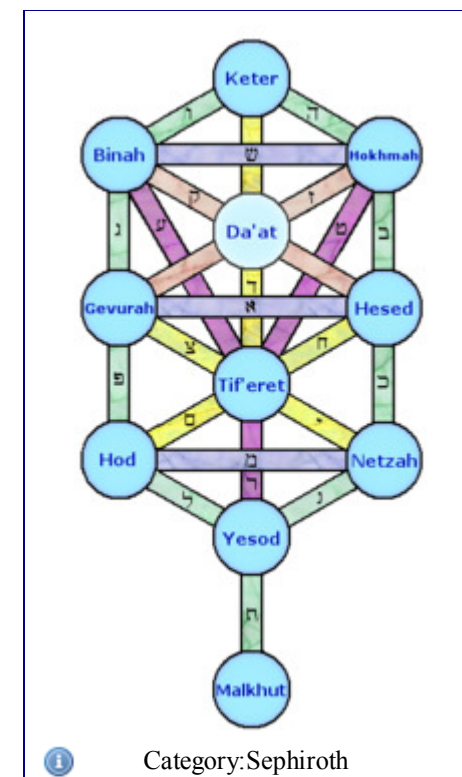 Keter
ו ה
Binah ש Hokhmah
ק ז
Da'at
ע ט
ד
Gevurah א Hesed
צ ח
Tif'eret
פ
ס י
Hod מ Netzah
ר
ל נ
Yesod
ת
Malkhut
Category:Sephiroth